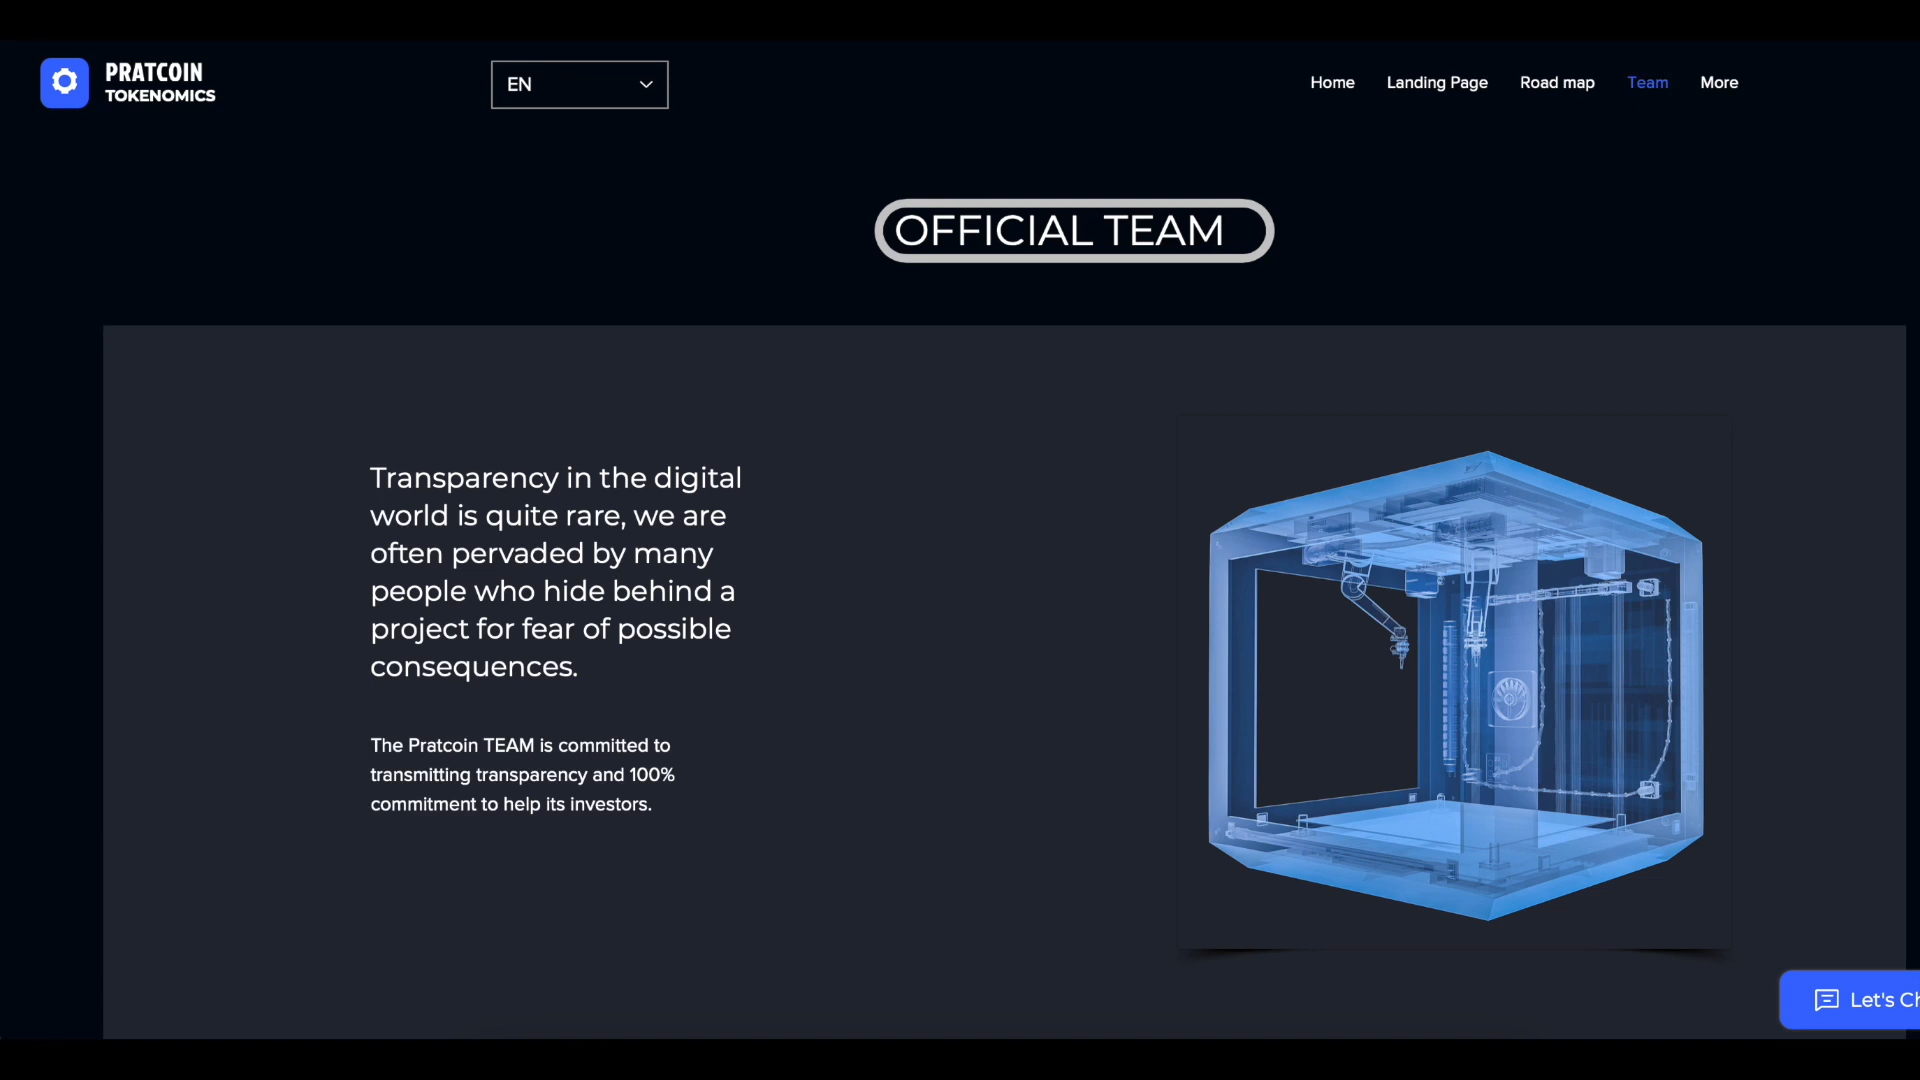 PRATCOIN
TOKENOMICS
EN
Home
Landing Page
Road map
Team
More
OFFICIAL TEAM
Transparency in the digital
world is quite rare, we are
often pervaded by many
people who hide behind a
project for fear of possible
consequences.
The Pratcoin TEAM is committed to
transmitting transparency and 100%
commitment to help its investors.
Let's Ch